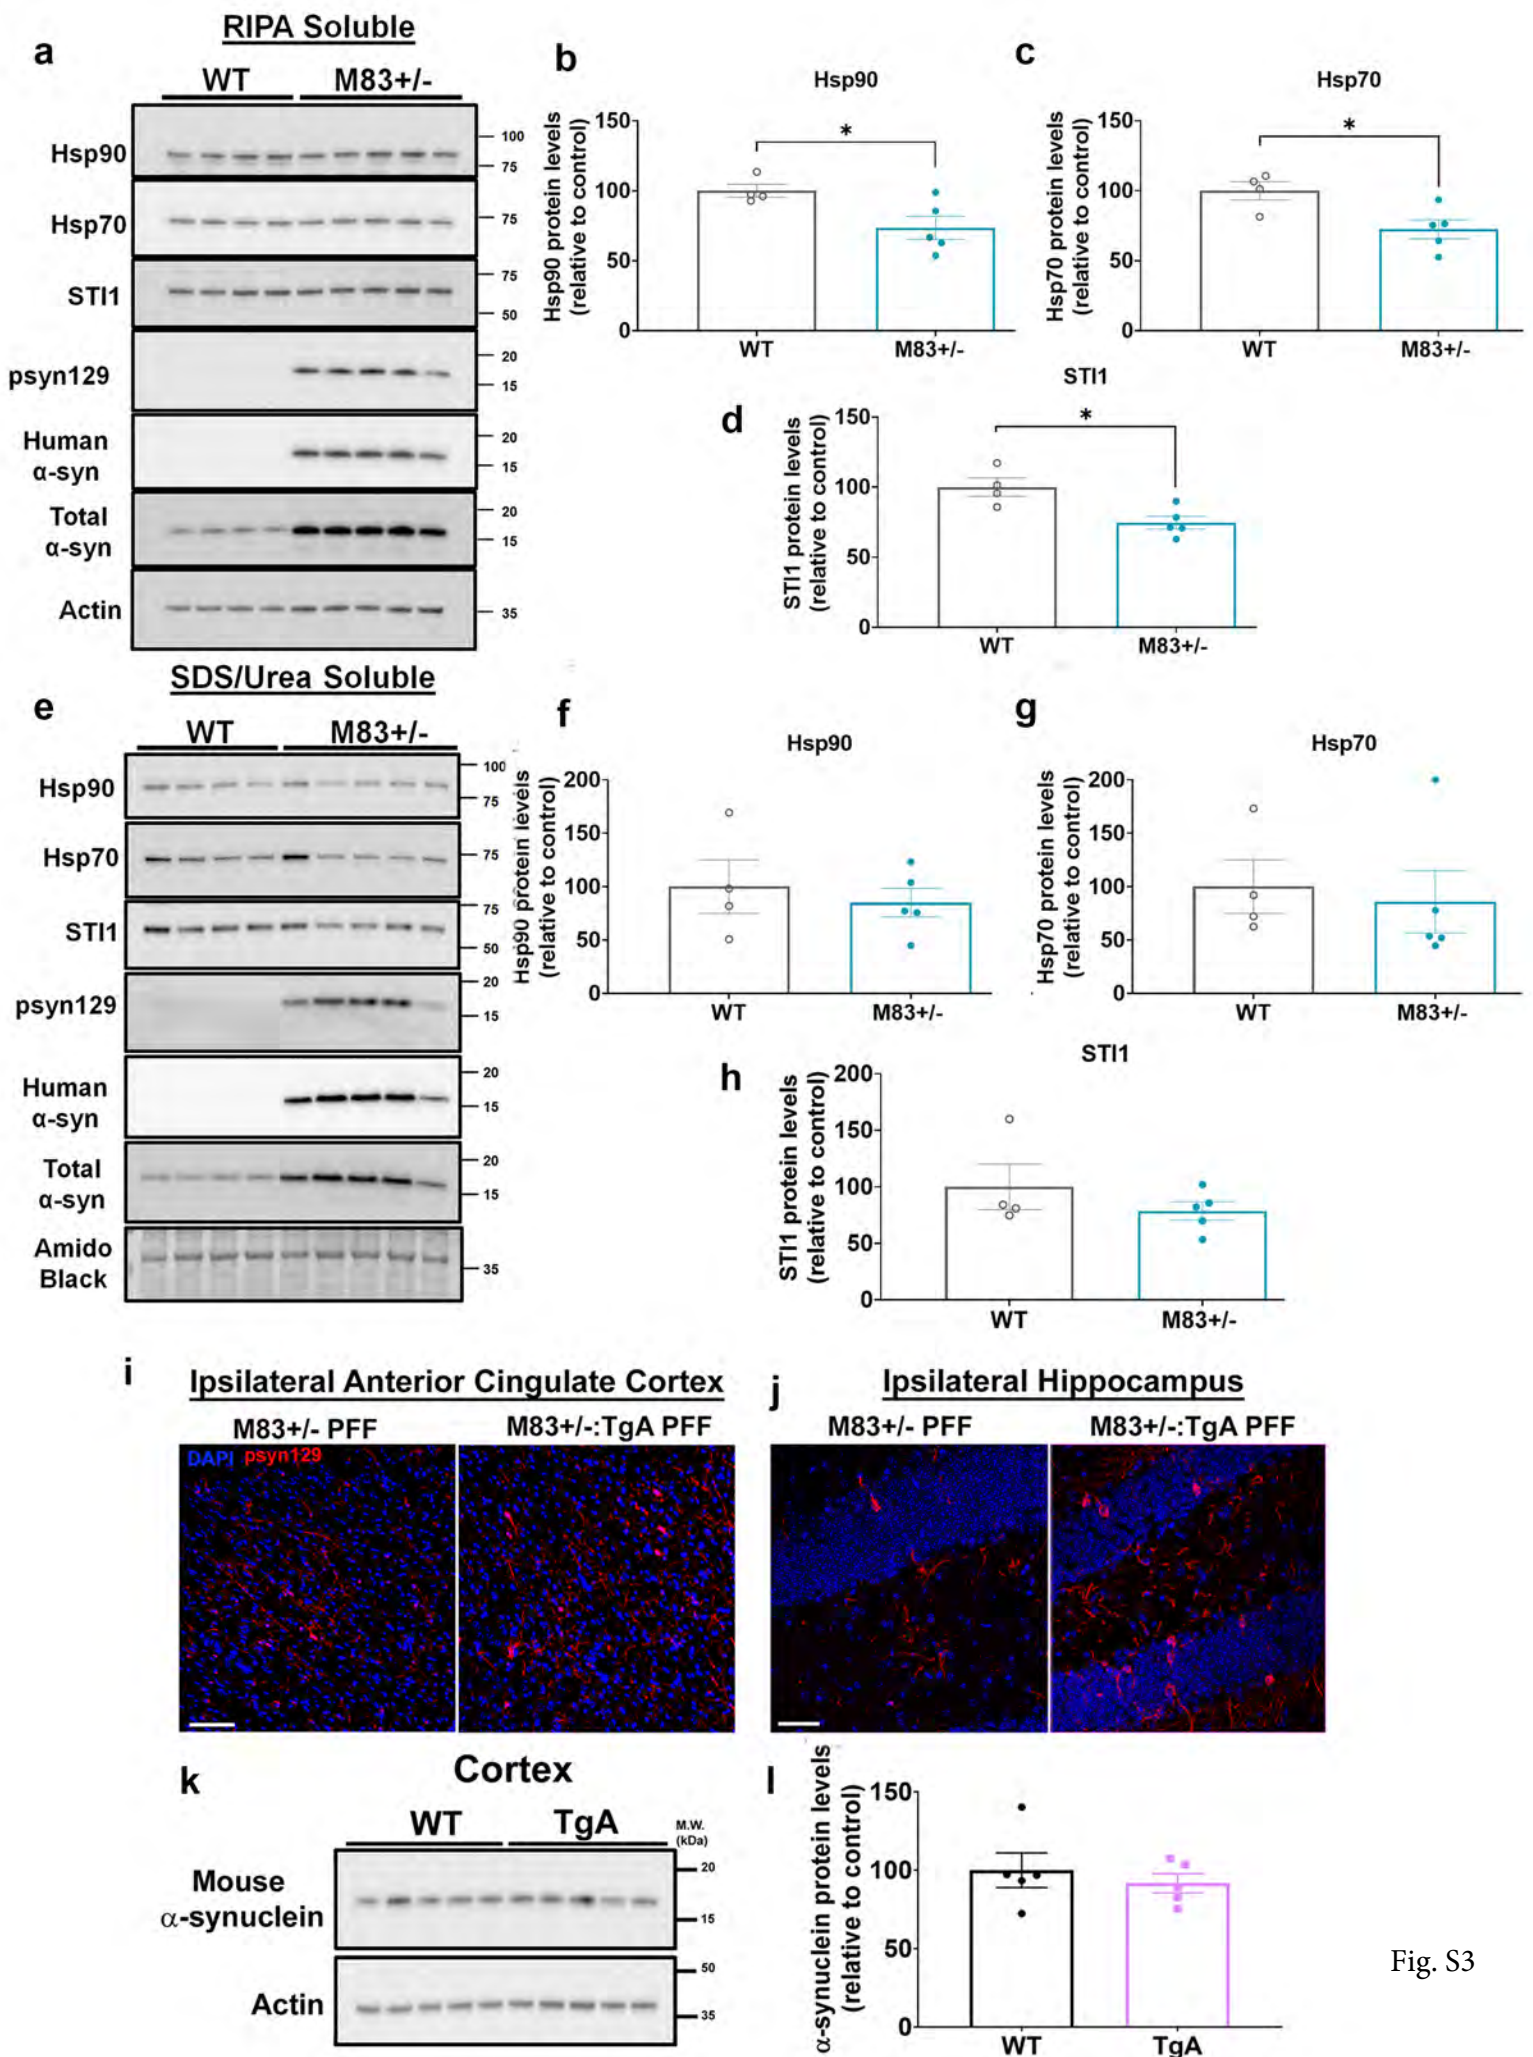 RIPA Soluble
a
WT M83+/-
Hsp90
100
75
Hsp70
75
STI1
75
50
psyn129
20
15
Human
α-syn
20
15
Total
α-syn
20
15
Actin
35
b
Hsp90
Hsp90 protein levels
(relative to control)
150
100
50
0
*
WT M83+/-
c
Hsp70
Hsp70 protein levels
(relative to control)
150
100
50
0
*
WT M83+/-
d
STI1
STI1 protein levels
(relative to control)
150
100
50
0
*
WT M83+/-
SDS/Urea Soluble
e
WT M83+/-
Hsp90
100
75
Hsp70
75
STI1
75
50
psyn129
20
15
Human
α-syn
20
15
Total
α-syn
20
15
Amido
Black
35
f
Hsp90
Hsp90 protein levels
(relative to control)
200
150
100
50
0
WT M83+/-
g
Hsp70
Hsp70 protein levels
(relative to control)
200
150
100
50
0
WT M83+/-
h
STI1
STI1 protein levels
(relative to control)
200
150
100
50
0
WT M83+/-
i
Ipsilateral Anterior Cingulate Cortex
M83+/- PFF M83+/-:TgA PFF
DAPI psyn129
j
Ipsilateral Hippocampus
M83+/- PFF M83+/-:TgA PFF
k
Cortex
WT TgA
M.W.
(kDa)
Mouse
α-synuclein
20
15
Actin
50
35
l
α-synuclein protein levels
(relative to control)
150
100
50
0
WT TgA
Fig. S3